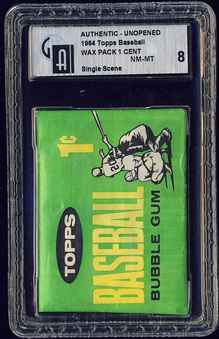 GAI
AUTHENTIC - UNOPENED
1964 Topps Baseball
WAX PACK 1 CENT
NM-MT
8
Single Scene
1¢
TOPPS
BASEBALL
BUBBLE GUM